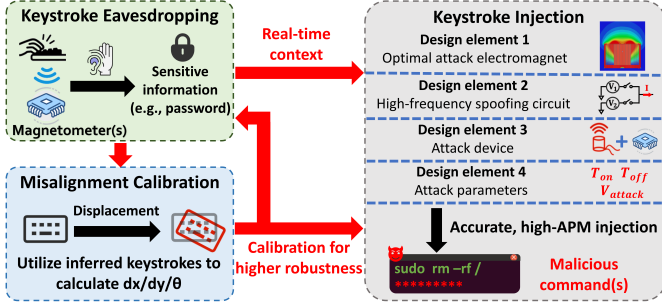 Keystroke Eavesdropping
Sensitive
information
(e.g., password)
Magnetometer(s)
Real-time
context
Misalignment Calibration
Displacement
Utilize inferred keystrokes to
calculate dx/dy/θ
Calibration for
higher robustness
Keystroke Injection
Design element 1
Optimal attack electromagnet
Design element 2
High-frequency spoofing circuit
V₁
V₂
I
Design element 3
Attack device
+
Design element 4
Attack parameters
T_on T_off
V_attack
Accurate, high-APM injection
sudo rm –rf /
*********
Malicious
command(s)